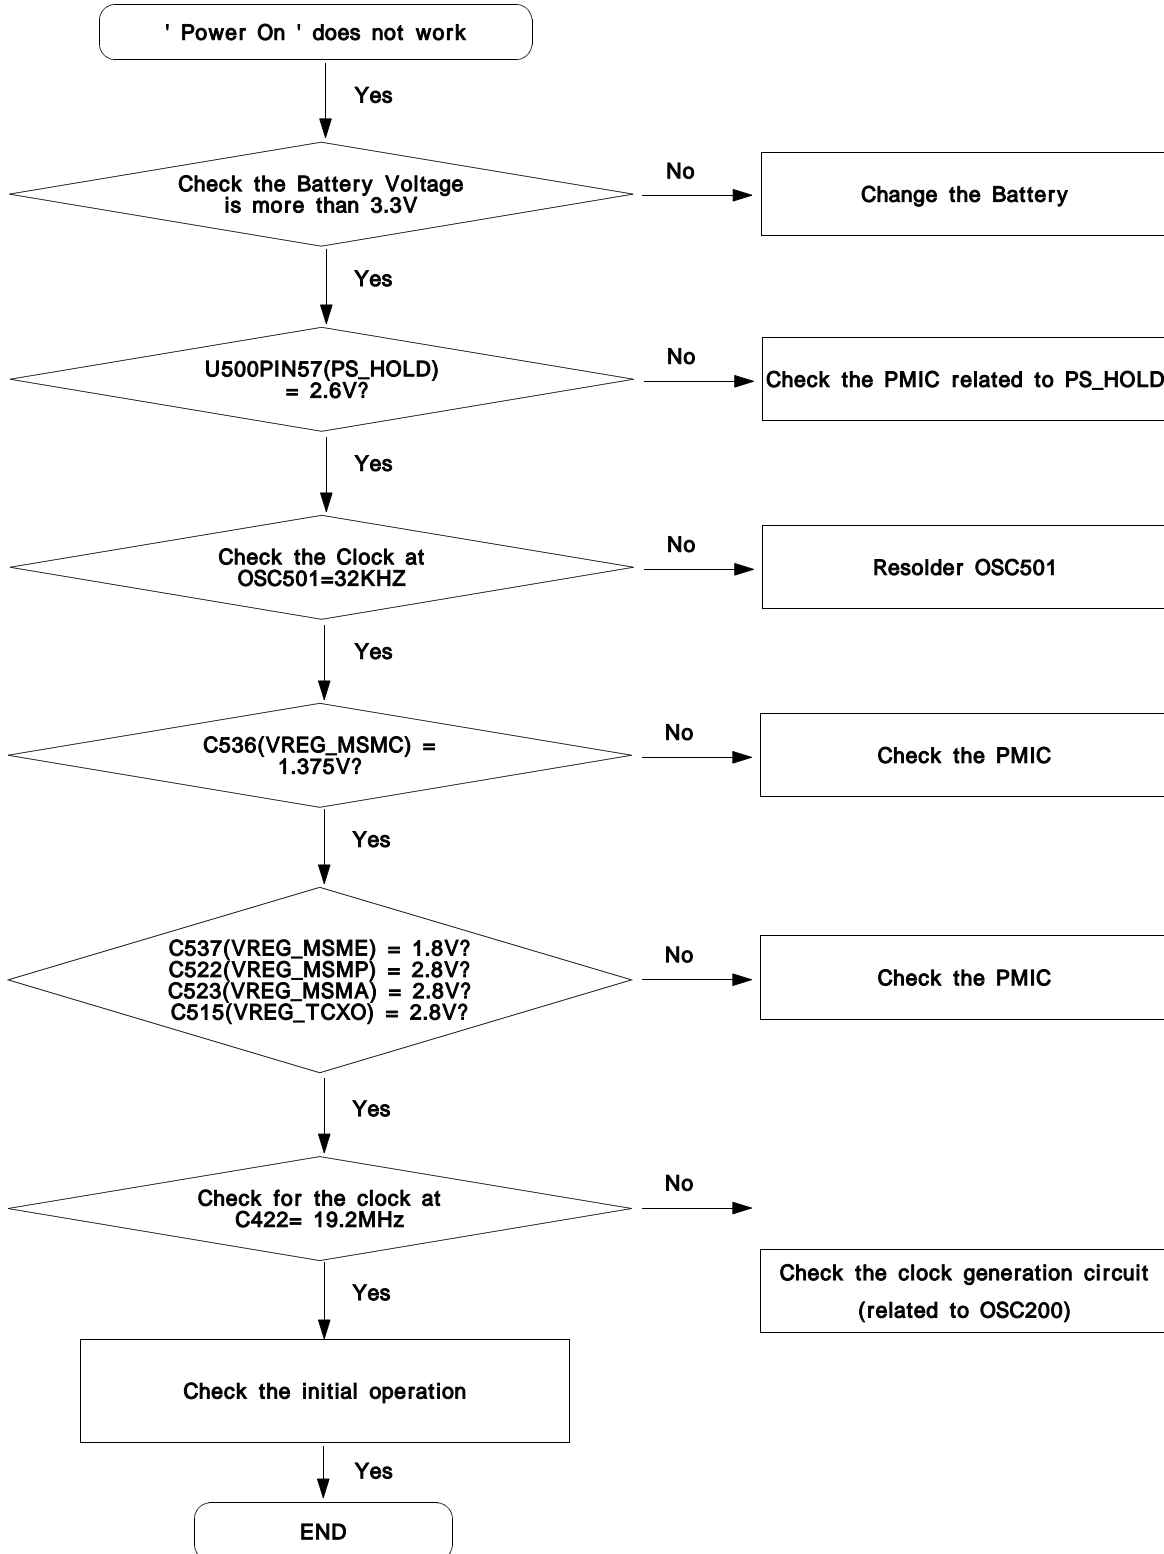 ' Power On ' does not work
Yes
Check the Battery Voltage
is more than 3.3V
No
Change the Battery
Yes
U500PIN57(PS_HOLD)
= 2.6V?
No
Check the PMIC related to PS_HOLD
Yes
Check the Clock at
OSC501=32KHZ
No
Resolder OSC501
Yes
C536(VREG_MSMC) =
1.375V?
No
Check the PMIC
Yes
C537(VREG_MSME) = 1.8V?
C522(VREG_MSMP) = 2.8V?
C523(VREG_MSMA) = 2.8V?
C515(VREG_TCXO) = 2.8V?
No
Check the PMIC
Yes
Check for the clock at
C422= 19.2MHz
No
Check the clock generation circuit
(related to OSC200)
Yes
Check the initial operation
Yes
END